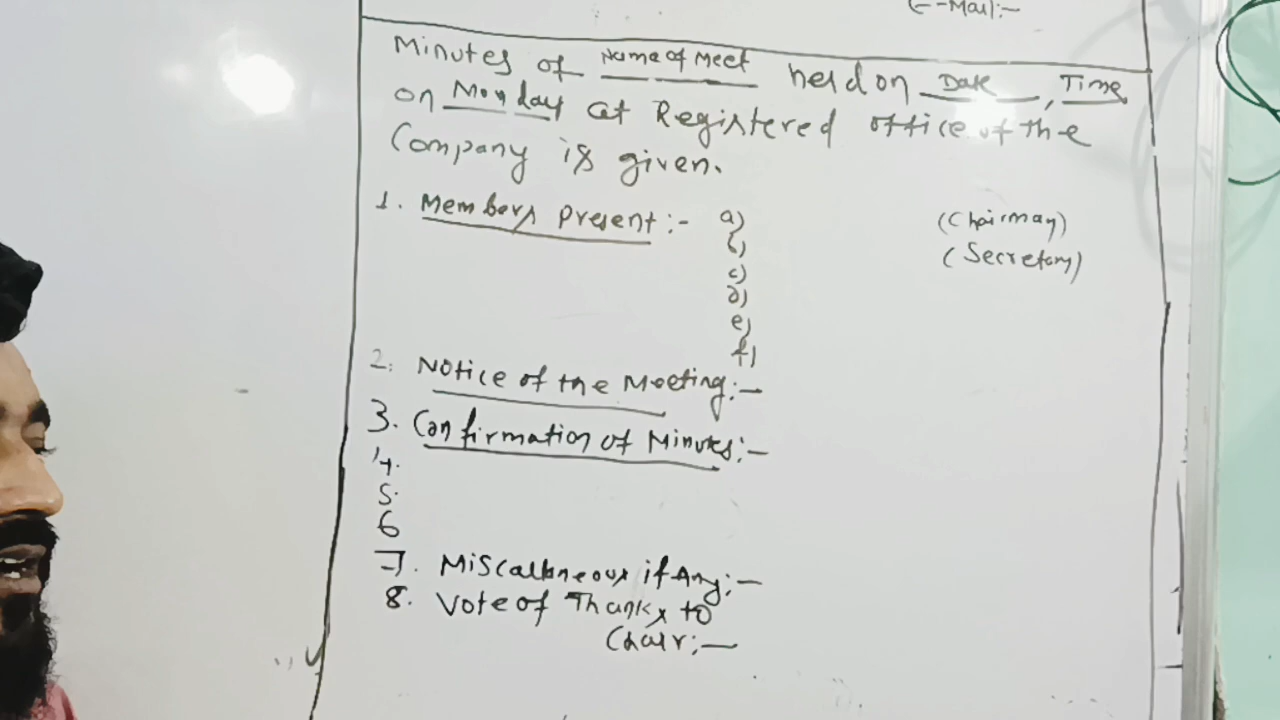 E-Mail:-
Minutes of Name of Meet held on Date, Time
on Monday at Registered office of the
Company is given.
1. Members Present:- a) (Chairman)
b) (Secretary)
c)
d)
e)
f)
2. Notice of the Meeting:-
3. Confirmation of Minutes:-
4.
5.
6
7. Miscallaneous if Any:-
8. Vote of Thanks to
Chair:-